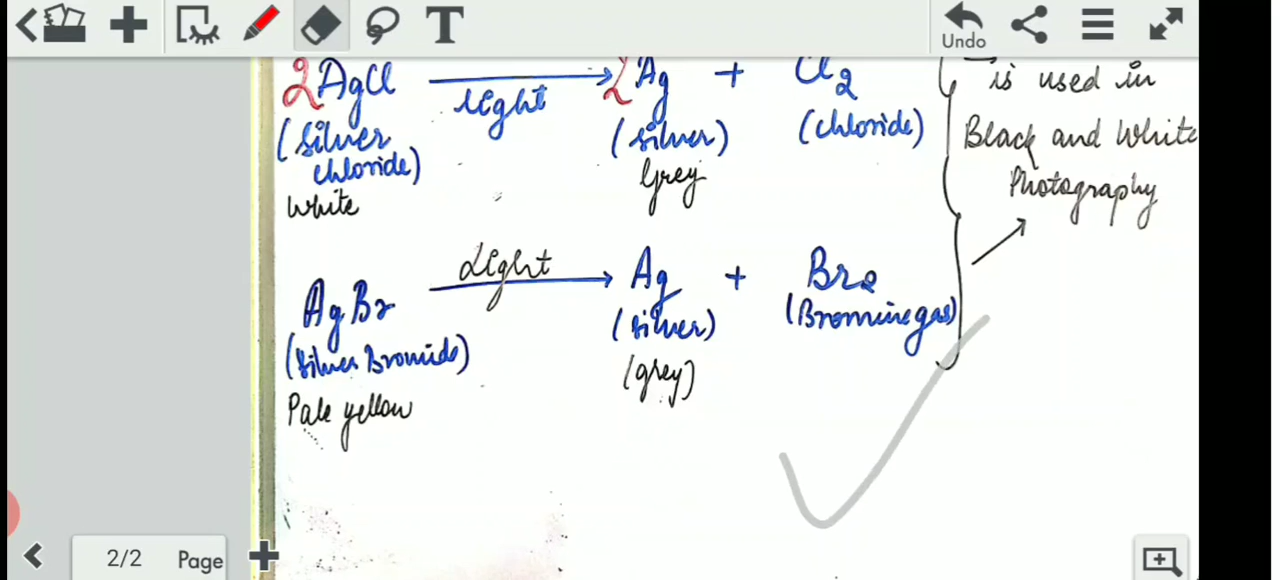 Undo
2AgCl light 2Ag + Cl2
(silver chloride) (silver) (chloride)
White Grey
is used in
Black and White
Photography
AgBr Light Ag + Br2
(Silver Bromide) (silver) (Bromine gas)
Pale yellow (grey)
2/2 Page